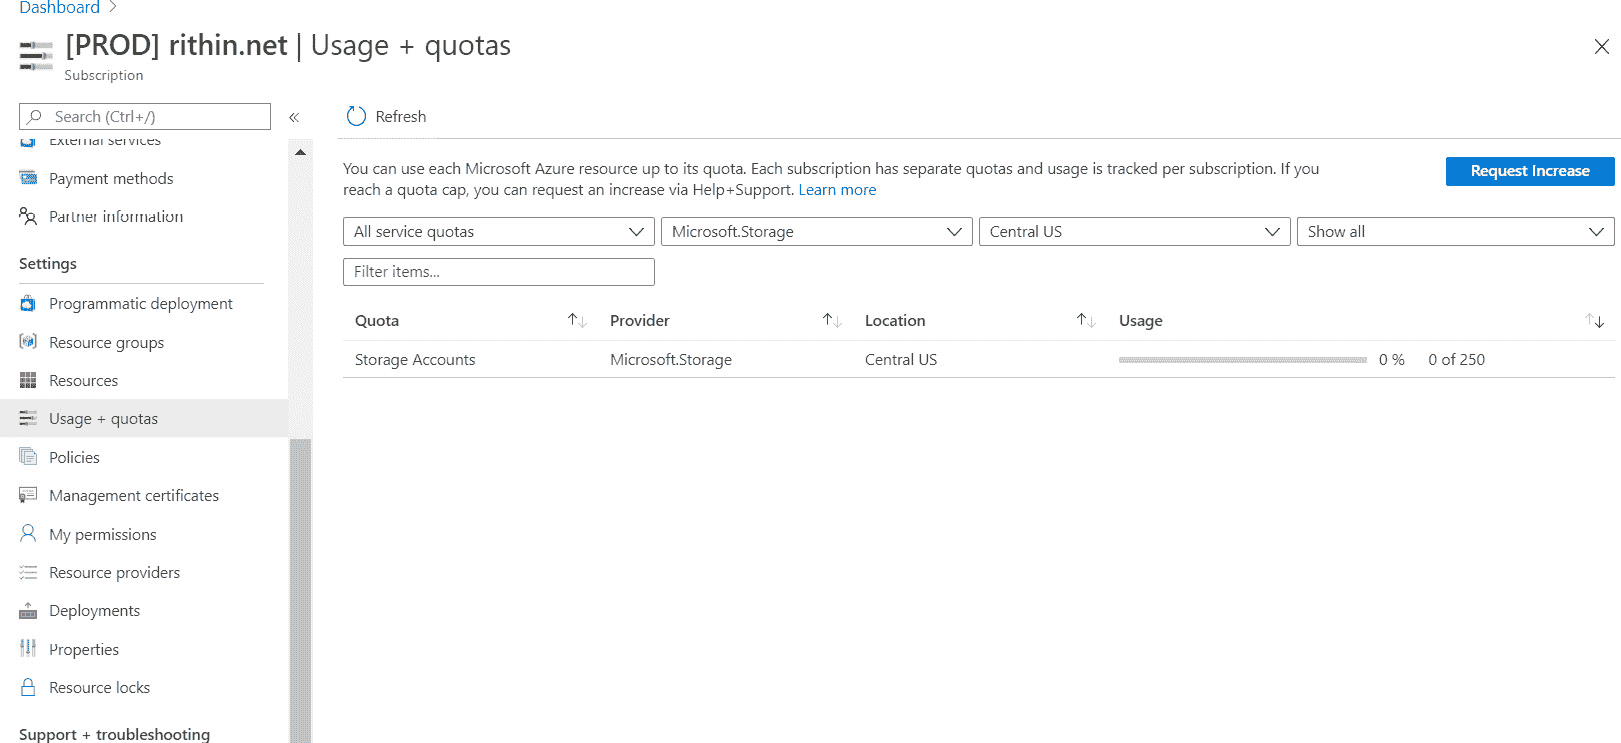 Dashboard
[PROD] rithin.net | Usage + quotas
Subscription
Search (Ctrl+/)
«
External services
Payment methods
Partner information
Settings
Programmatic deployment
Resource groups
Resources
Usage + quotas
Policies
Management certificates
My permissions
Resource providers
Deployments
Properties
Resource locks
Support + troubleshooting
Refresh
You can use each Microsoft Azure resource up to its quota. Each subscription has separate quotas and usage is tracked per subscription. If you
reach a quota cap, you can request an increase via Help+Support. Learn more
Request Increase
All service quotas
Microsoft.Storage
Central US
Show all
Filter items...
Quota Provider Location Usage
Storage Accounts Microsoft.Storage Central US 0 % 0 of 250